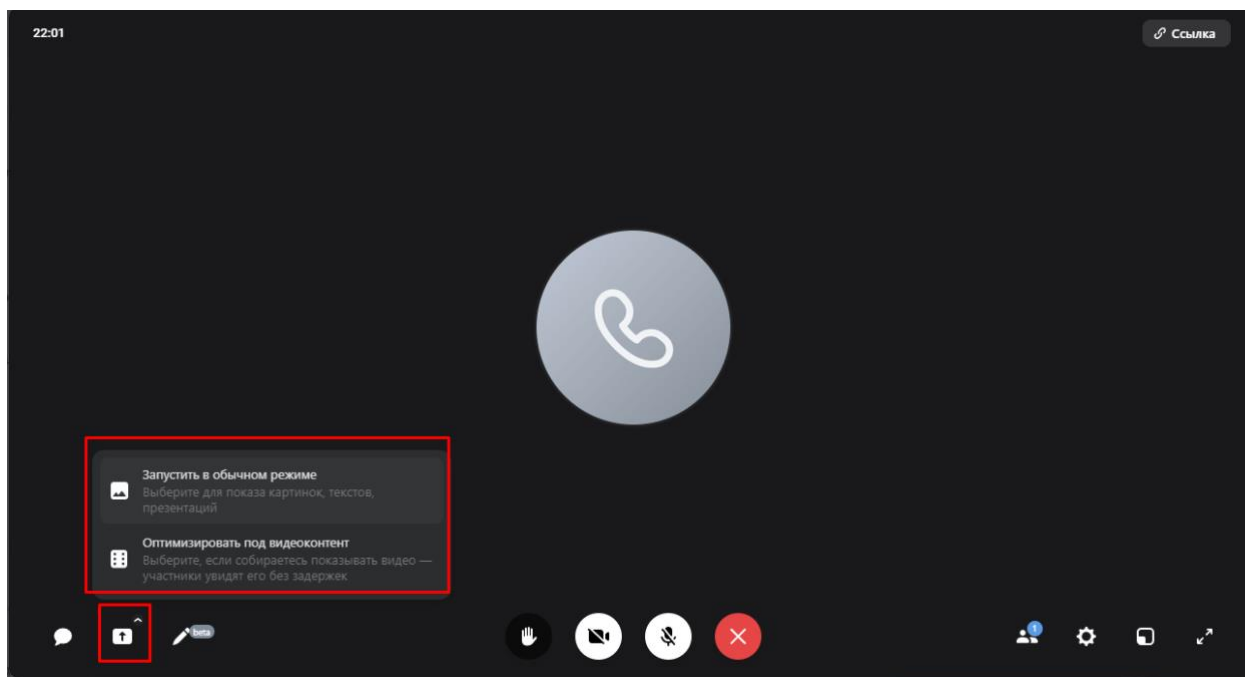 22:01
Ссылка
Запустить в обычном режиме
Выберите для показа картинок, текстов,
презентаций
Оптимизировать под видеоконтент
Выберите, если собираетесь показывать видео —
участники увидят его без задержек
beta
1